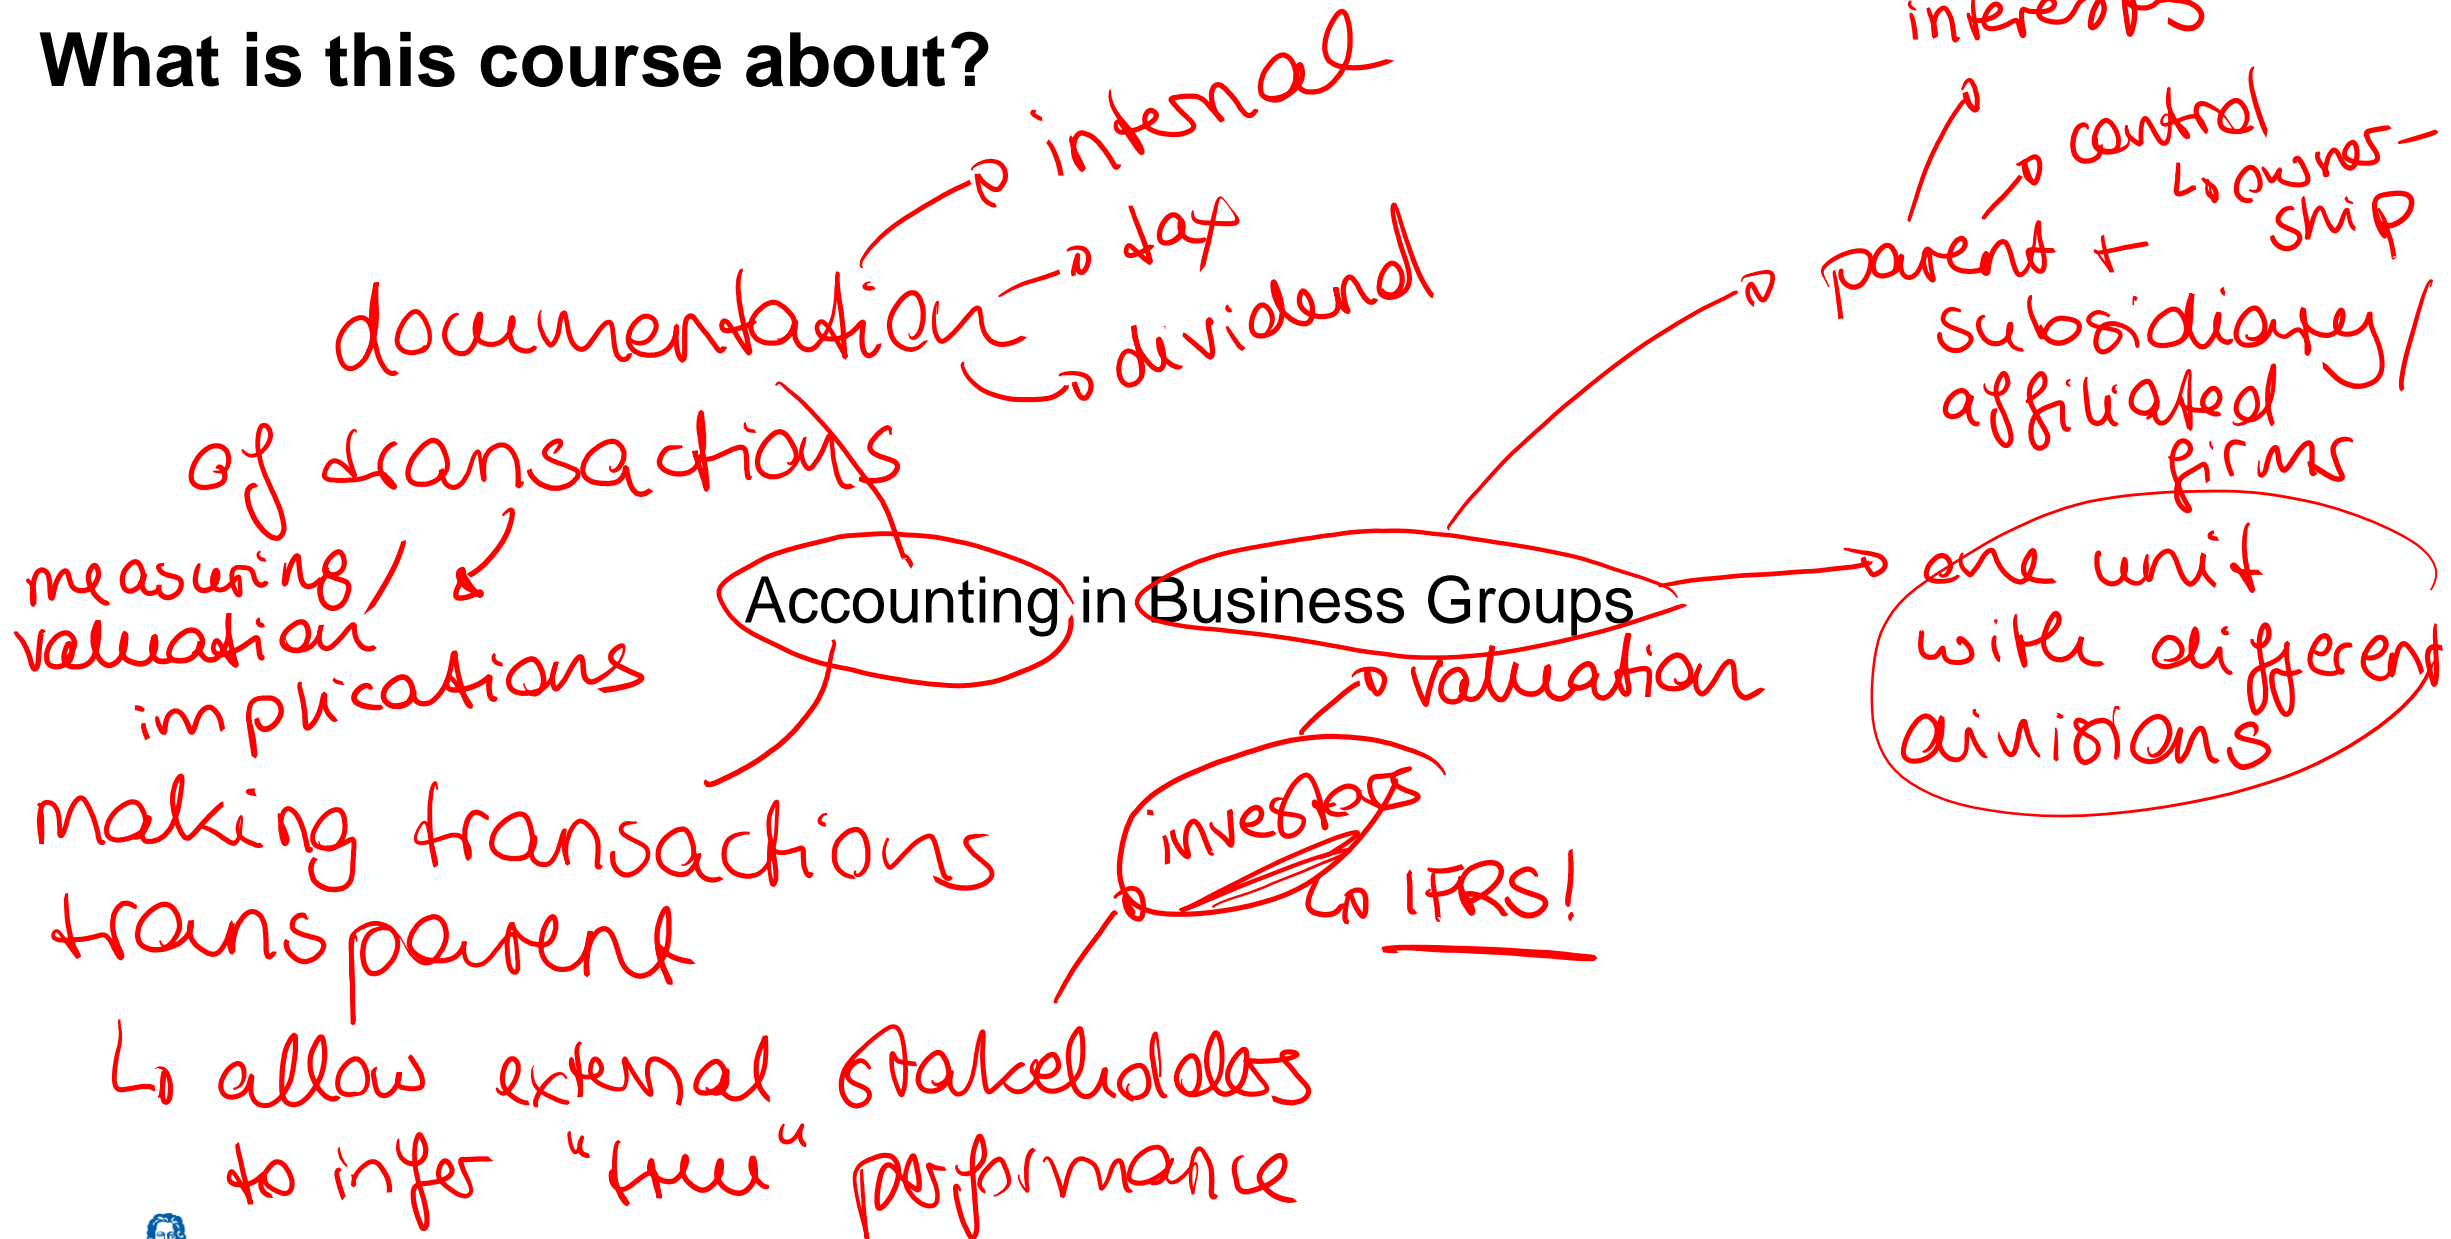 What is this course about?
interests
internal
control
↳ owner-
ship
tax
parent +
dividend
documentation
subsidiary/
affiliated
firms
of transactions
measuring/
valuation
implications
Accounting in Business Groups
one unit
with different
divisions
valuation
investors
↳ IFRS!
making transactions
transparent
↳ allow external stakeholders
to infer "true" performance